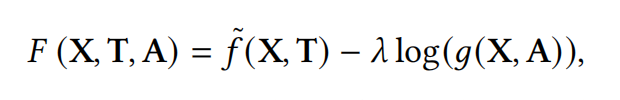 F (X, T, A) = f̃(X, T) − λ log(g(X, A)),